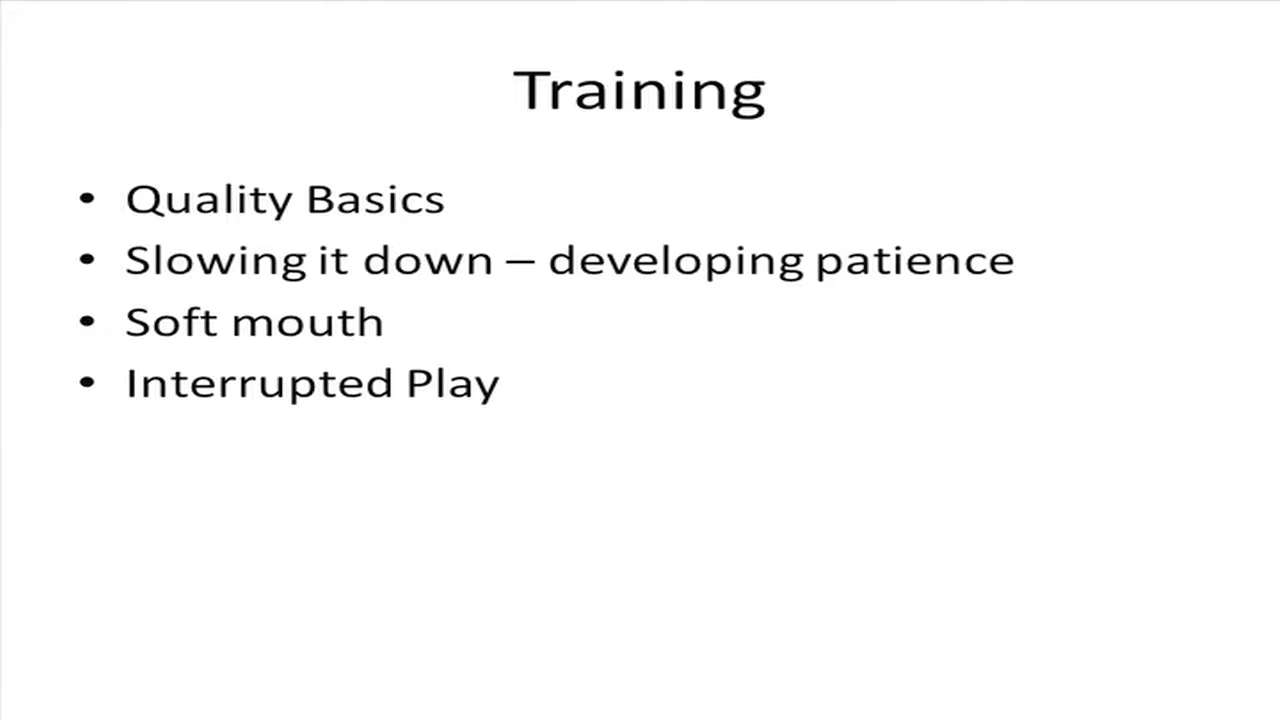 Training
• Quality Basics
• Slowing it down – developing patience
• Soft mouth
• Interrupted Play